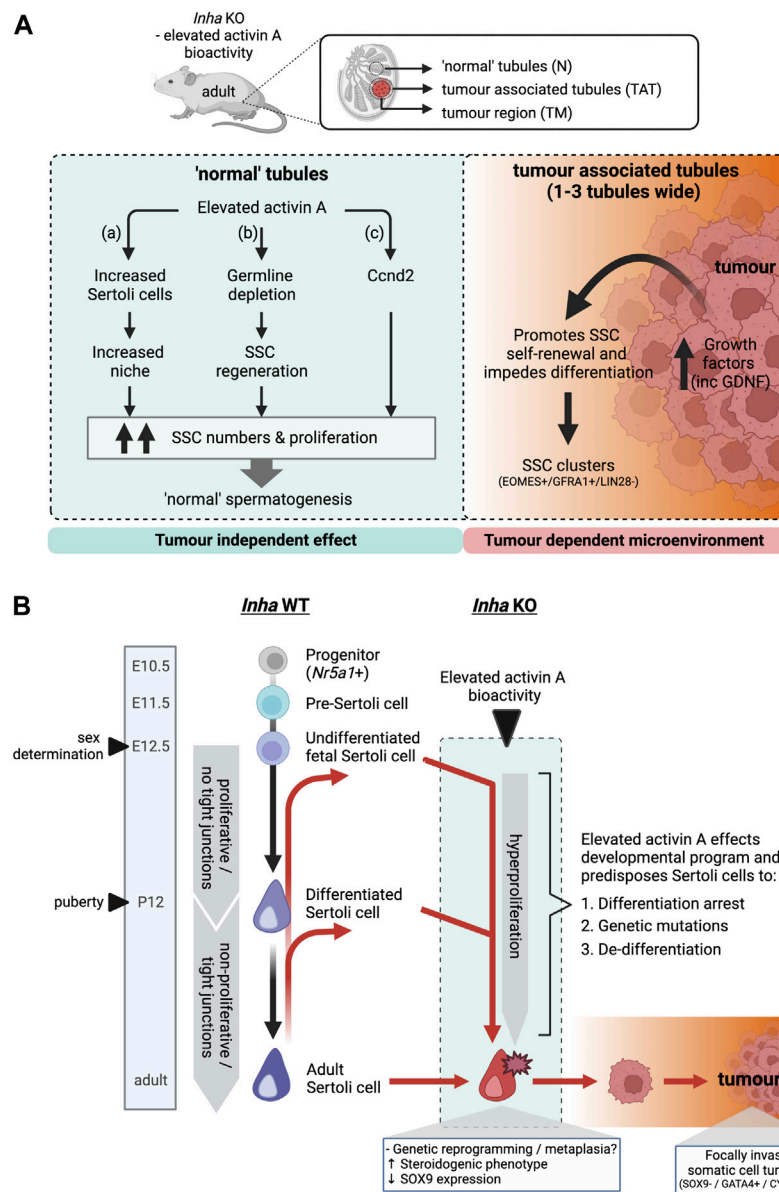 A
Inha KO
- elevated activin A
bioactivity
adult
'normal' tubules (N)
tumour associated tubules (TAT)
tumour region (TM)
'normal' tubules
Elevated activin A
(a)
(b)
(c)
Increased
Sertoli cells
Germline
depletion
Ccnd2
Increased
niche
SSC
regeneration
SSC numbers & proliferation
'normal' spermatogenesis
tumour associated tubules
(1-3 tubules wide)
tumour
Growth
factors
(inc GDNF)
Promotes SSC
self-renewal and
impedes differentiation
SSC clusters
(EOMES+/GFRA1+/LIN28-)
Tumour independent effect
Tumour dependent microenvironment
B
Inha WT
Inha KO
E10.5
E11.5
E12.5
P12
adult
sex
determination
puberty
proliferative /
no tight junctions
non-proliferative /
tight junctions
Progenitor
(Nr5a1+)
Pre-Sertoli cell
Undifferentiated
fetal Sertoli cell
Differentiated
Sertoli cell
Adult
Sertoli cell
Elevated activin A
bioactivity
hyperproliferation
Elevated activin A effects
developmental program and
predisposes Sertoli cells to:
1. Differentiation arrest
2. Genetic mutations
3. De-differentiation
tumour
- Genetic reprogramming / metaplasia?
↑ Steroidogenic phenotype
↓ SOX9 expression
Focally invas
somatic cell tum
(SOX9- / GATA4+ / CY